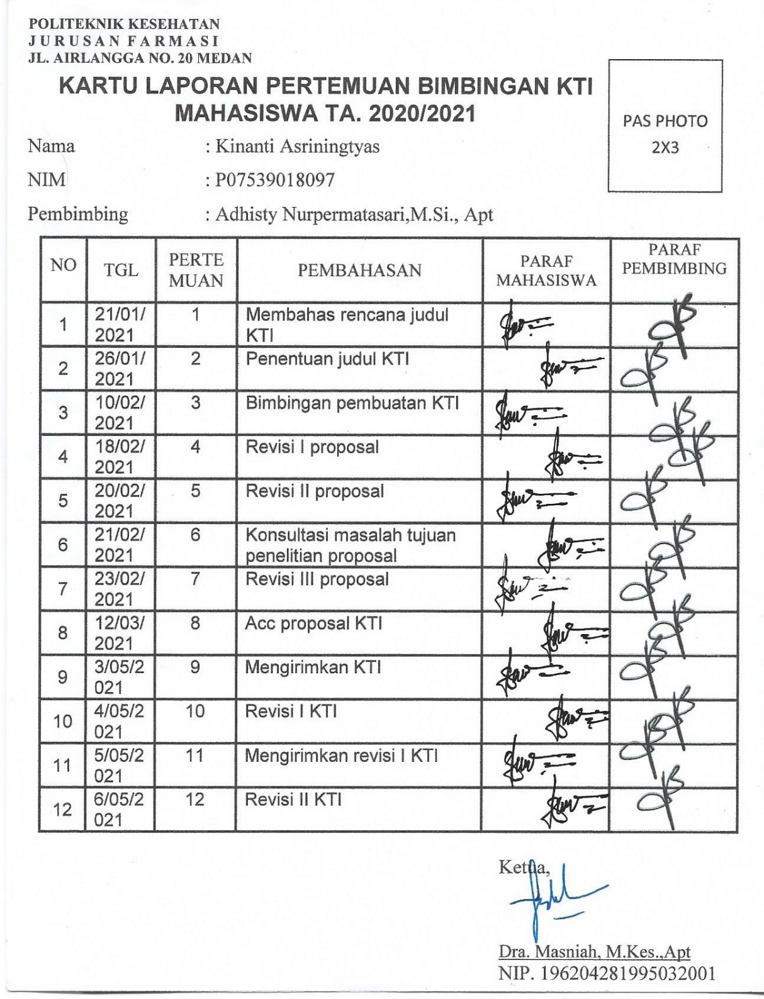 POLITEKNIK KESEHATAN
JURUSAN FARMASI
JL. AIRLANGGA NO. 20 MEDAN
KARTU LAPORAN PERTEMUAN BIMBINGAN KTI
MAHASISWA TA. 2020/2021
PAS PHOTO
2X3
Nama : Kinanti Asriningtyas
NIM : P07539018097
Pembimbing : Adhisty Nurpermatasari,M.Si., Apt
NO TGL PERTE MUAN PEMBAHASAN PARAF MAHASISWA PARAF PEMBIMBING
1 21/01/ 1 Membahas rencana judul
2021 KTI
2 26/01/ 2 Penentuan judul KTI
2021
3 10/02/ 3 Bimbingan pembuatan KTI
2021
4 18/02/ 4 Revisi I proposal
2021
5 20/02/ 5 Revisi II proposal
2021
6 21/02/ 6 Konsultasi masalah tujuan
2021 penelitian proposal
7 23/02/ 7 Revisi III proposal
2021
8 12/03/ 8 Acc proposal KTI
2021
9 3/05/2 9 Mengirimkan KTI
021
10 4/05/2 10 Revisi I KTI
021
11 5/05/2 11 Mengirimkan revisi I KTI
021
12 6/05/2 12 Revisi II KTI
021
Ketua,
Dra. Masniah, M.Kes.,Apt
NIP. 196204281995032001